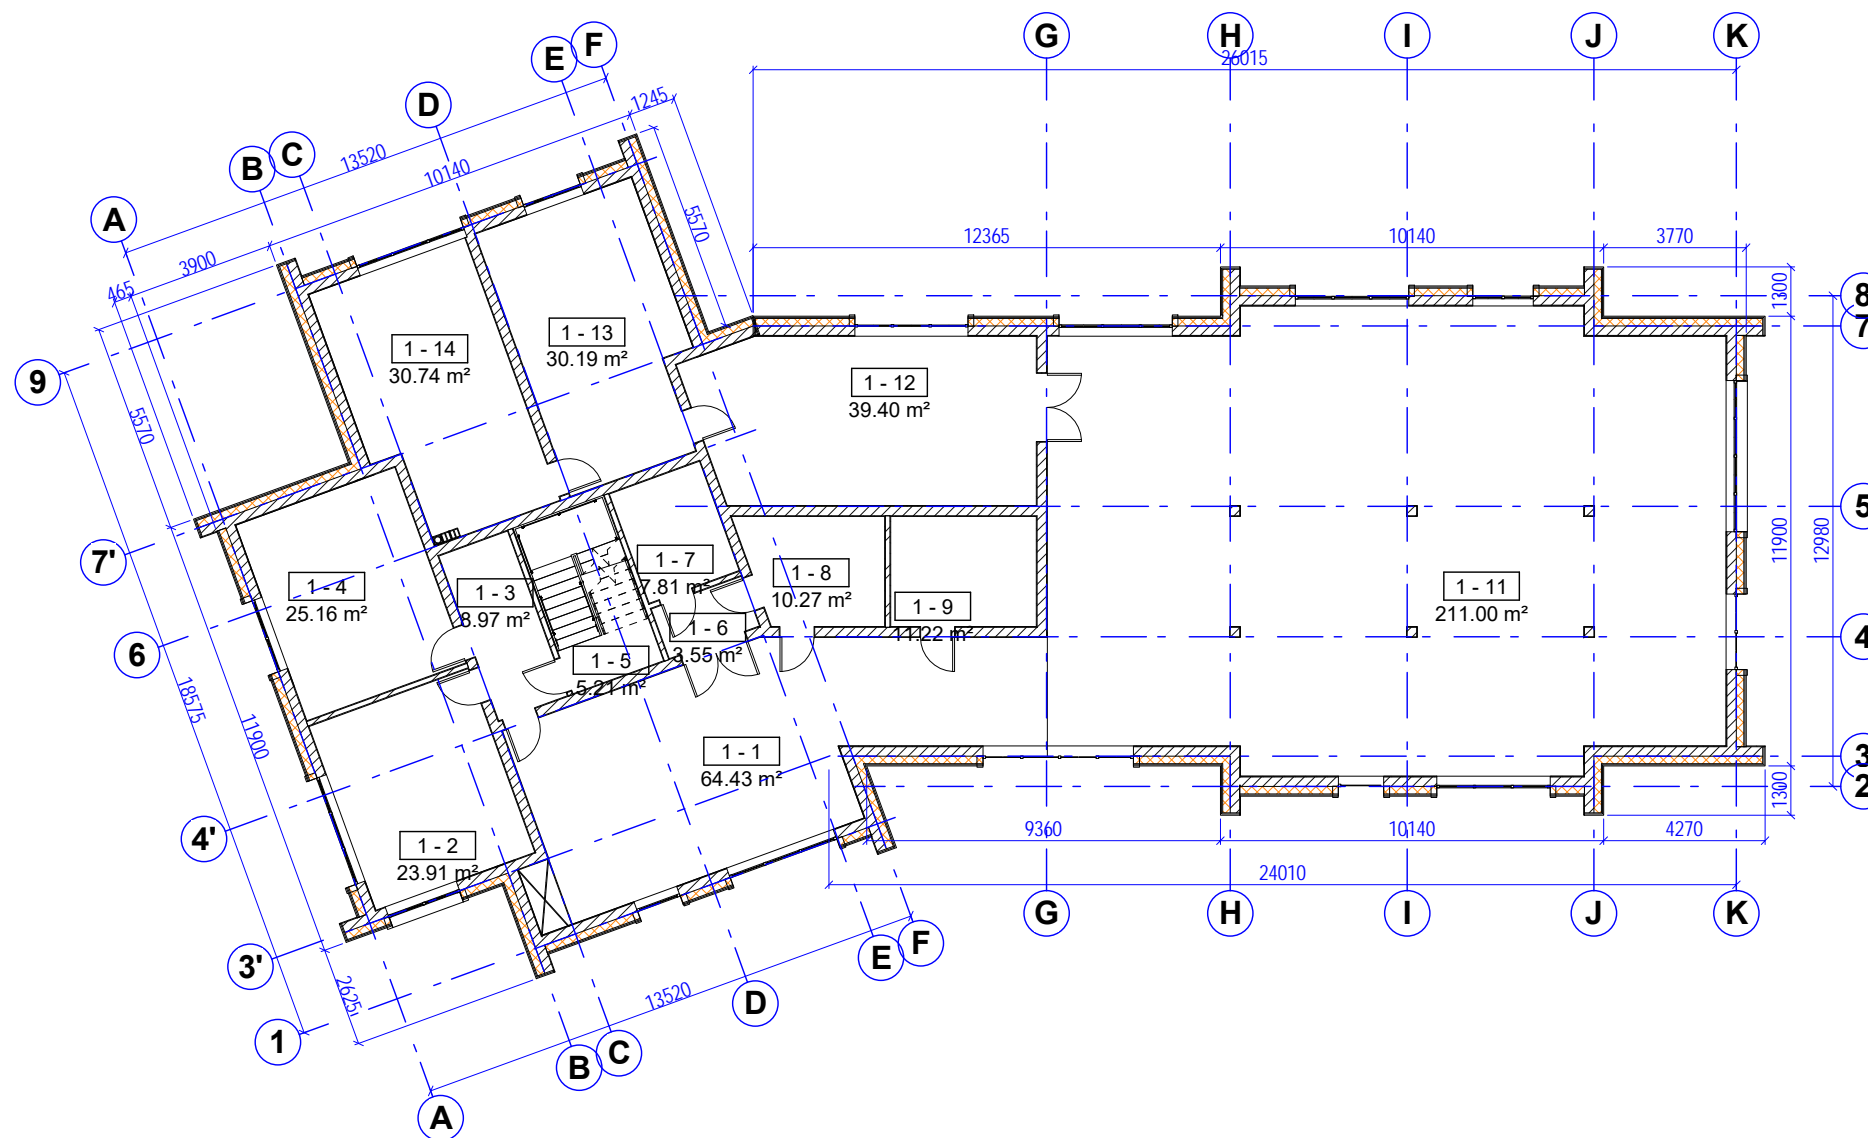 G
H
I
J
K
F
E
D
C
B
A
26015
1245
13520
10140
5570
3900
465
12365
10140
3770
1300
8
7
9
5570
1 - 14
30.74 m²
1 - 13
30.19 m²
1 - 12
39.40 m²
5
11900
12980
7'
1 - 4
25.16 m²
1 - 3
8.97 m²
1 - 7
7.81 m²
1 - 8
10.27 m²
1 - 9
11.22 m²
1 - 11
211.00 m²
6
1 - 6
3.55 m²
1 - 5
5.21 m²
4
18575
11900
1 - 1
64.43 m²
3
2
1300
4'
1 - 2
23.91 m²
9360
10140
4270
24010
3'
2625
13520
1
G
H
I
J
K
F
E
D
C
B
A